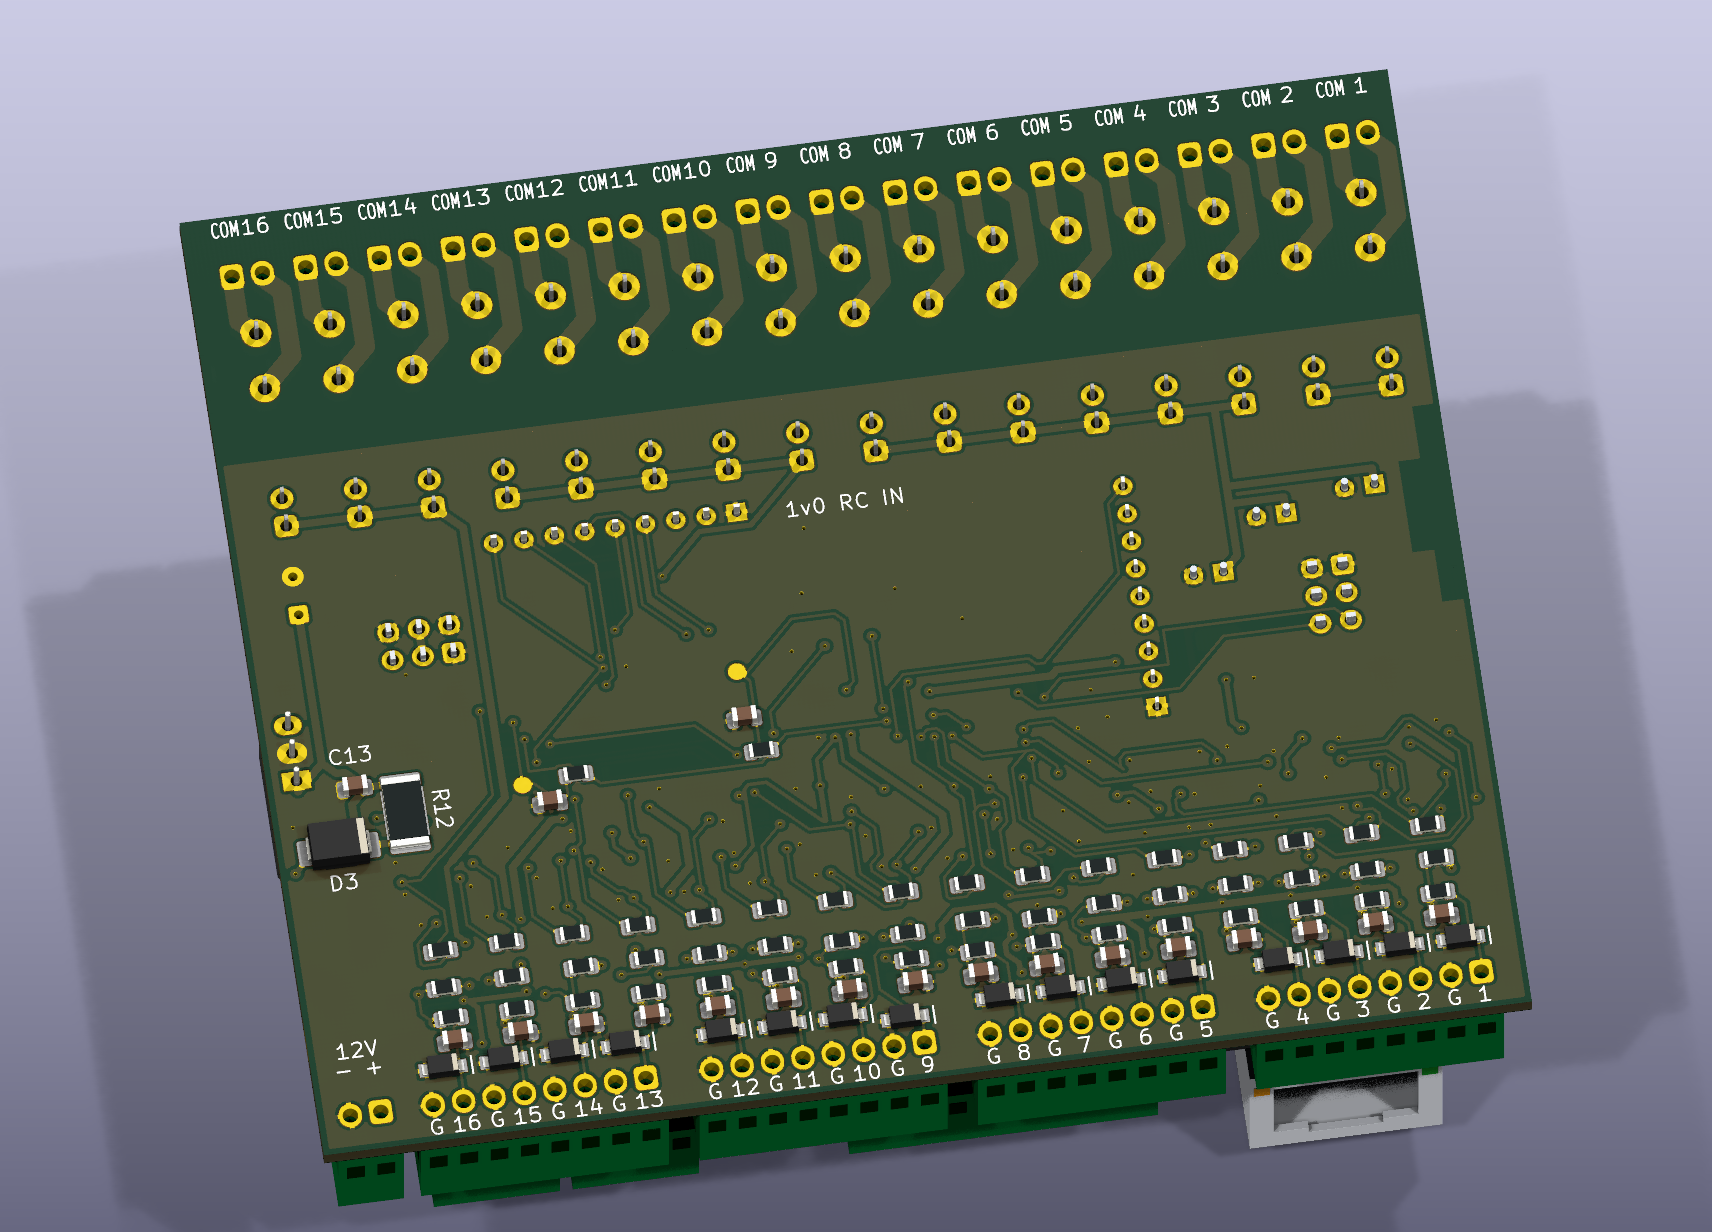 COM16 COM15 COM14 COM13 COM12 COM11 COM10 COM 9 COM 8 COM 7 COM 6 COM 5 COM 4 COM 3 COM 2 COM 1
1v0 RC IN
C13
R12
D3
12V
- +
G 16 G 15 G 14 G 13
G 12 G 11 G 10 G 9
G 8 G 7 G 6 G 5
G 4 G 3 G 2 G 1